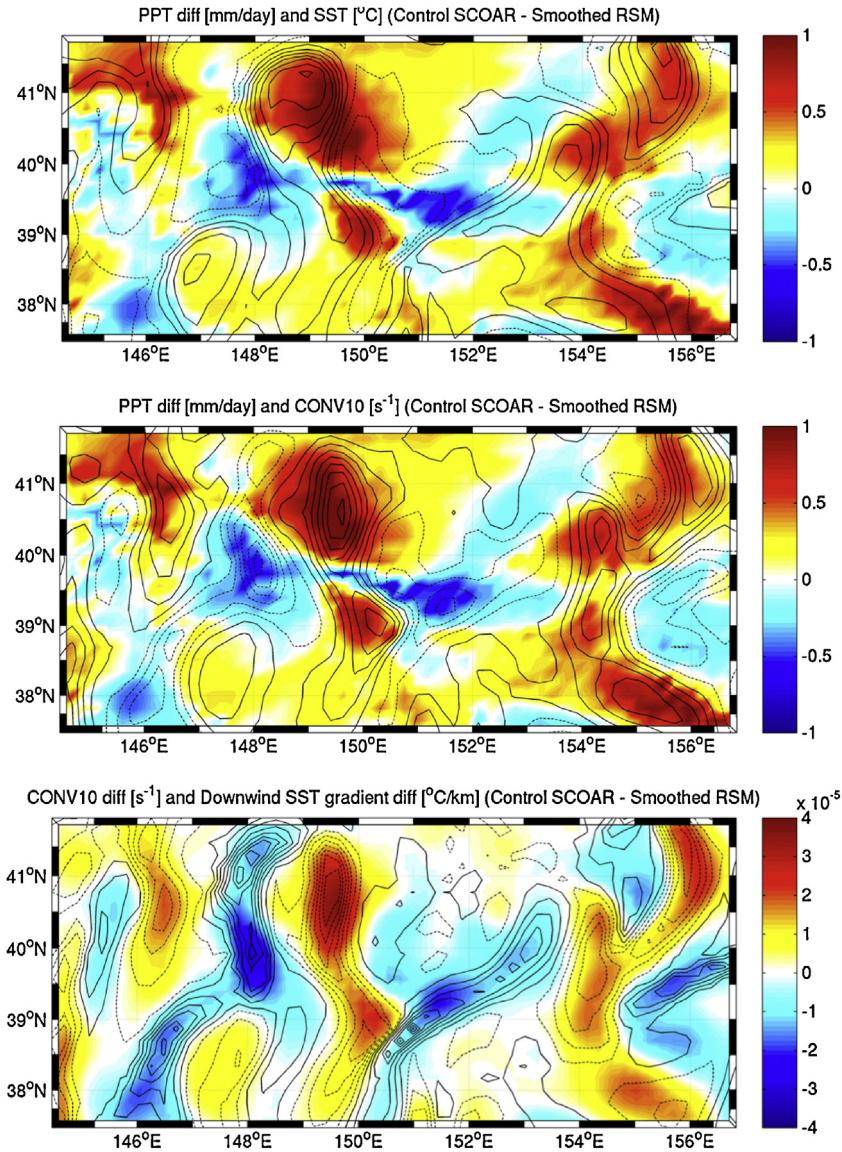 PPT diff [mm/day] and SST [°C] (Control SCOAR - Smoothed RSM)
41°N
40°N
39°N
38°N
146°E 148°E 150°E 152°E 154°E 156°E
1
0.5
0
-0.5
-1
PPT diff [mm/day] and CONV10 [s⁻¹] (Control SCOAR - Smoothed RSM)
41°N
40°N
39°N
38°N
146°E 148°E 150°E 152°E 154°E 156°E
1
0.5
0
-0.5
-1
CONV10 diff [s⁻¹] and Downwind SST gradient diff [°C/km] (Control SCOAR - Smoothed RSM)
x 10⁻⁵
41°N
40°N
39°N
38°N
146°E 148°E 150°E 152°E 154°E 156°E
4
3
2
1
0
-1
-2
-3
-4